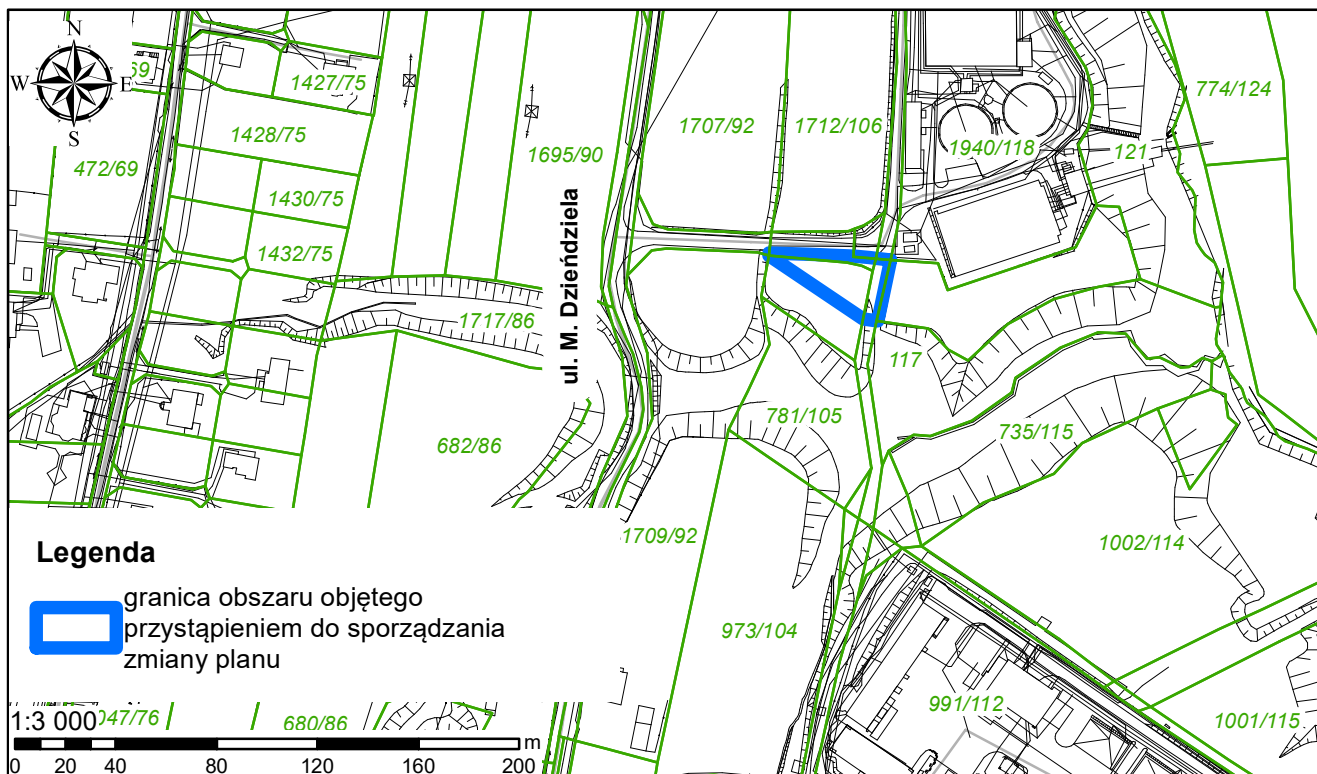 N
W
E
S
69
1427/75
1428/75
472/69
1430/75
1432/75
1717/86
682/86
1695/90
ul. M. Dzieńdziela
1707/92
1712/106
1940/118
121
774/124
117
781/105
735/115
1709/92
1002/114
973/104
991/112
1001/115
Legenda
granica obszaru objętego
przystąpieniem do sporządzania
zmiany planu
047/76
680/86
1:3 000
m
0 20 40 80 120 160 200